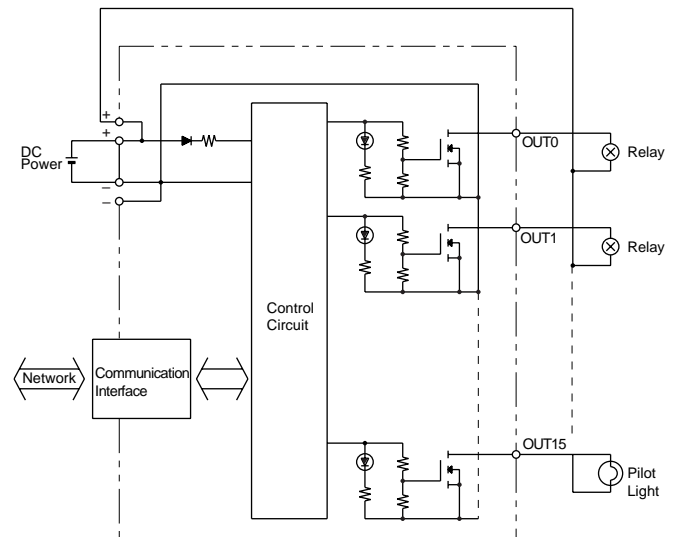 +
+
DC
Power
−
−
OUT0
Relay
OUT1
Relay
Control
Circuit
Network
Communication
Interface
OUT15
Pilot
Light